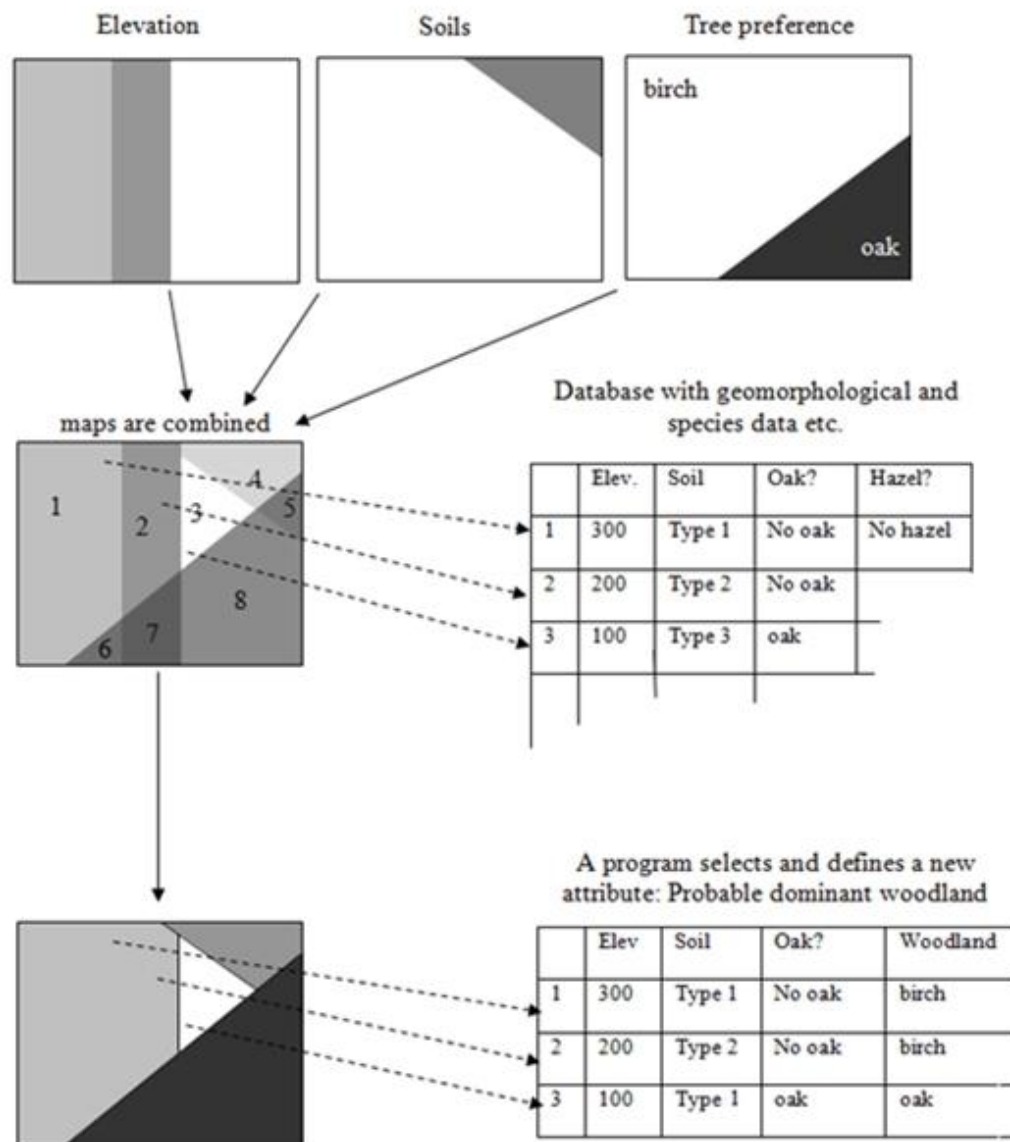 Elevation
Soils
Tree preference
birch
oak
maps are combined
1
2
3
4
5
6
7
8
Database with geomorphological and
species data etc.
Elev. Soil Oak? Hazel?
1 300 Type 1 No oak No hazel
2 200 Type 2 No oak
3 100 Type 3 oak
A program selects and defines a new
attribute: Probable dominant woodland
Elev Soil Oak? Woodland
1 300 Type 1 No oak birch
2 200 Type 2 No oak birch
3 100 Type 1 oak oak